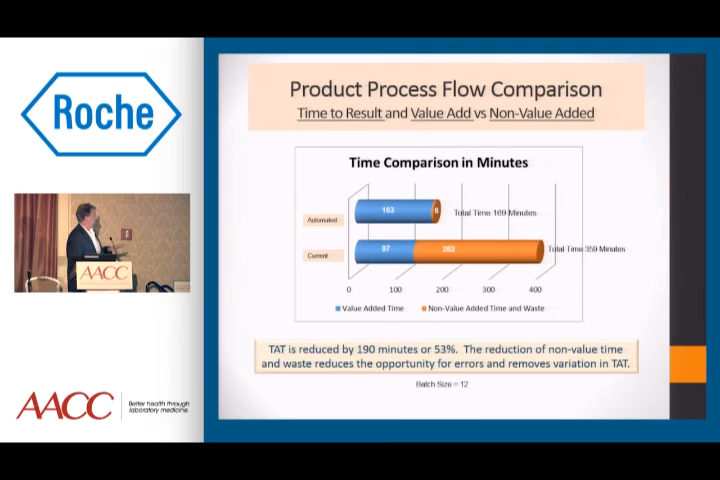 Roche
AACC
AACC
Better health through
laboratory medicine.
Product Process Flow Comparison
Time to Result and Value Add vs Non-Value Added
Time Comparison in Minutes
Automated
163
6
Total Time 169 Minutes
Current
97
262
Total Time 359 Minutes
0 100 200 300 400
Value Added Time
Non-Value Added Time and Waste
TAT is reduced by 190 minutes or 53%. The reduction of non-value time
and waste reduces the opportunity for errors and removes variation in TAT.
Batch Size = 12